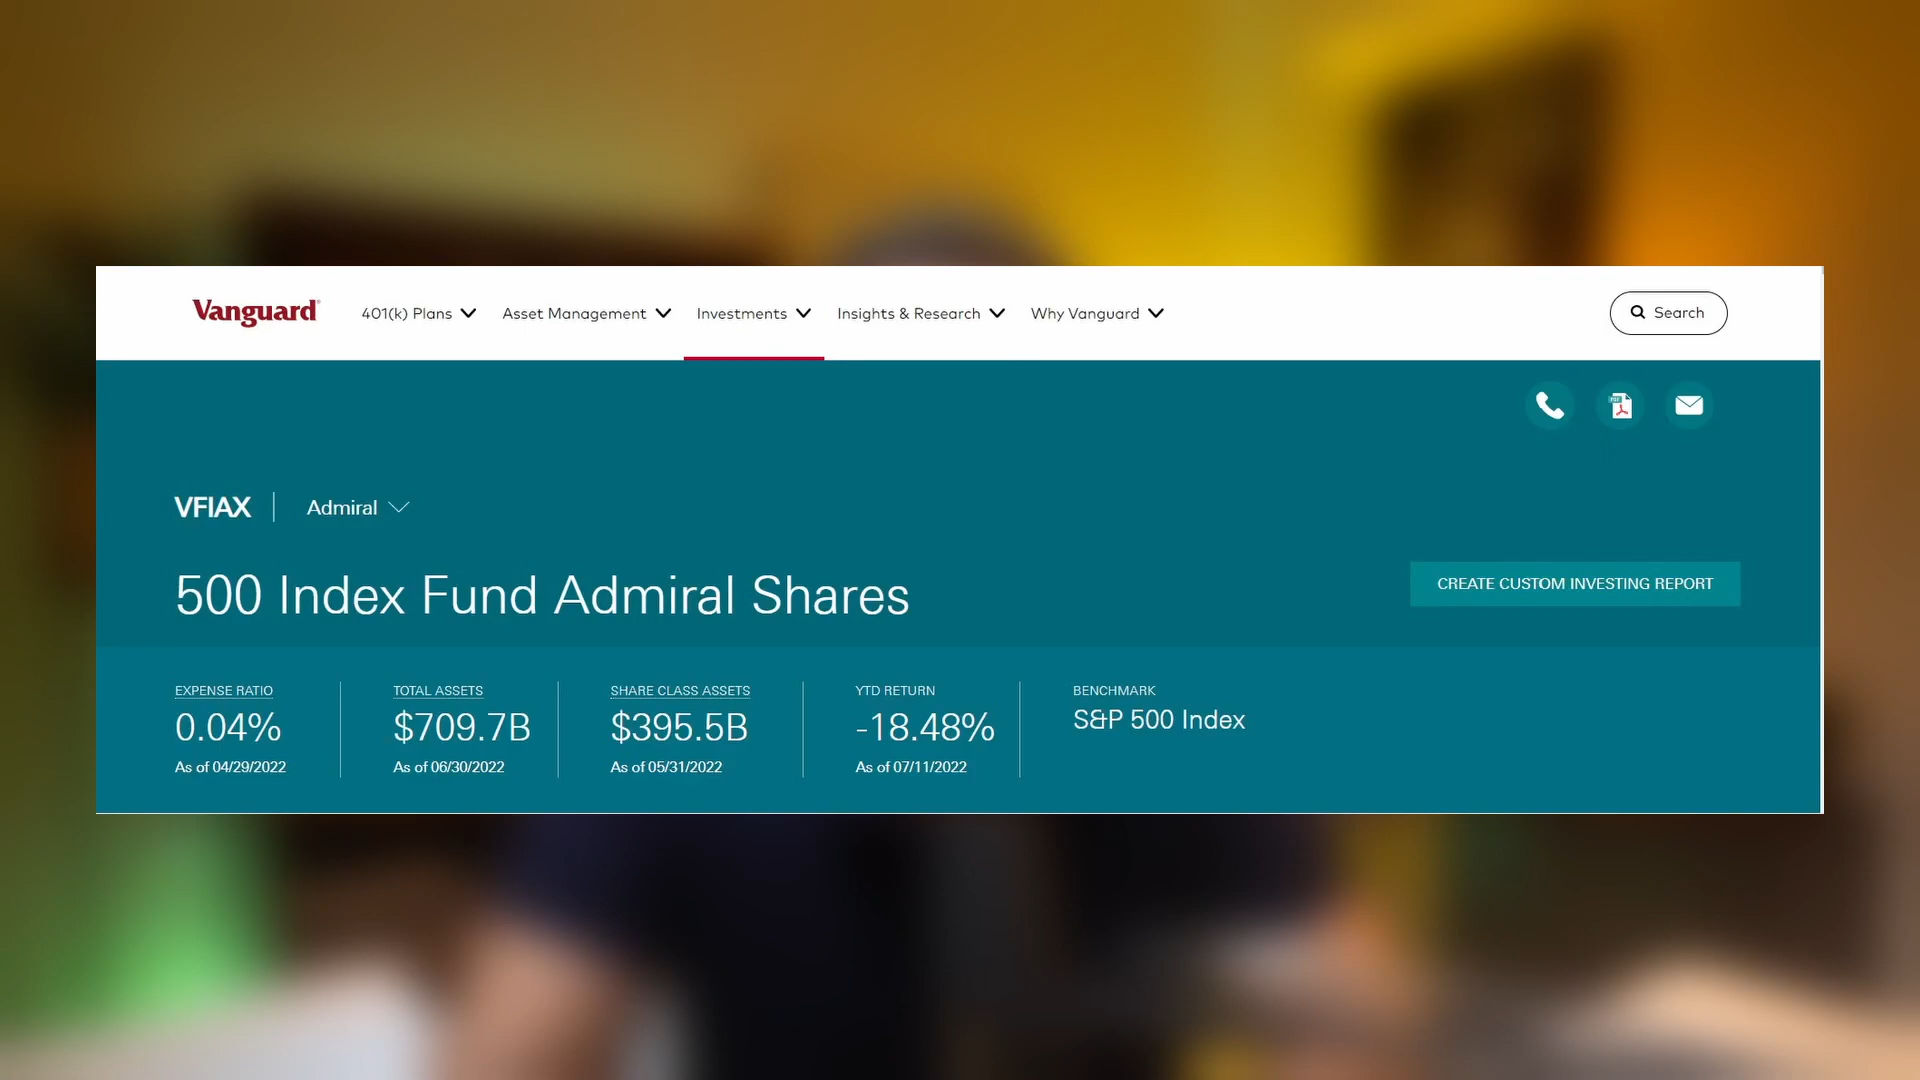 Vanguard
401(k) Plans
Asset Management
Investments
Insights & Research
Why Vanguard
Search
VFIAX
Admiral
500 Index Fund Admiral Shares
CREATE CUSTOM INVESTING REPORT
EXPENSE RATIO
0.04%
As of 04/29/2022
TOTAL ASSETS
$709.7B
As of 06/30/2022
SHARE CLASS ASSETS
$395.5B
As of 05/31/2022
YTD RETURN
-18.48%
As of 07/11/2022
BENCHMARK
S&P 500 Index